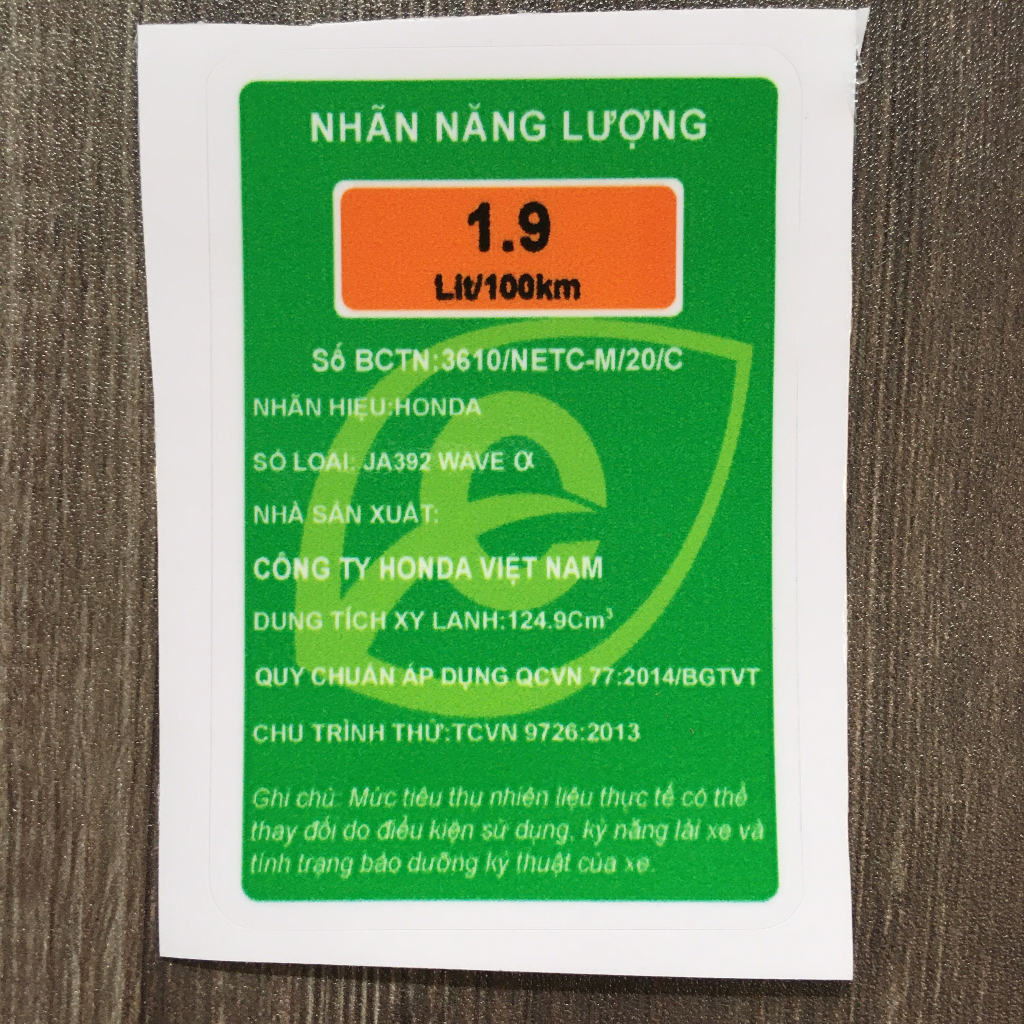 NHÃN NĂNG LƯỢNG
1.9
Lít/100km
Số BCTN:3610/NETC-M/20/C
NHÃN HIỆU:HONDA
SỐ LOẠI: JA392 WAVE α
NHÀ SẢN XUẤT:
CÔNG TY HONDA VIỆT NAM
DUNG TÍCH XY LANH:124.9Cm³
QUY CHUẨN ÁP DỤNG QCVN 77:2014/BGTVT
CHU TRÌNH THỬ:TCVN 9726:2013
Ghi chú: Mức tiêu thụ nhiên liệu thực tế có thể
thay đổi do điều kiện sử dụng, kỹ năng lái xe và
tình trạng bảo dưỡng kỹ thuật của xe.